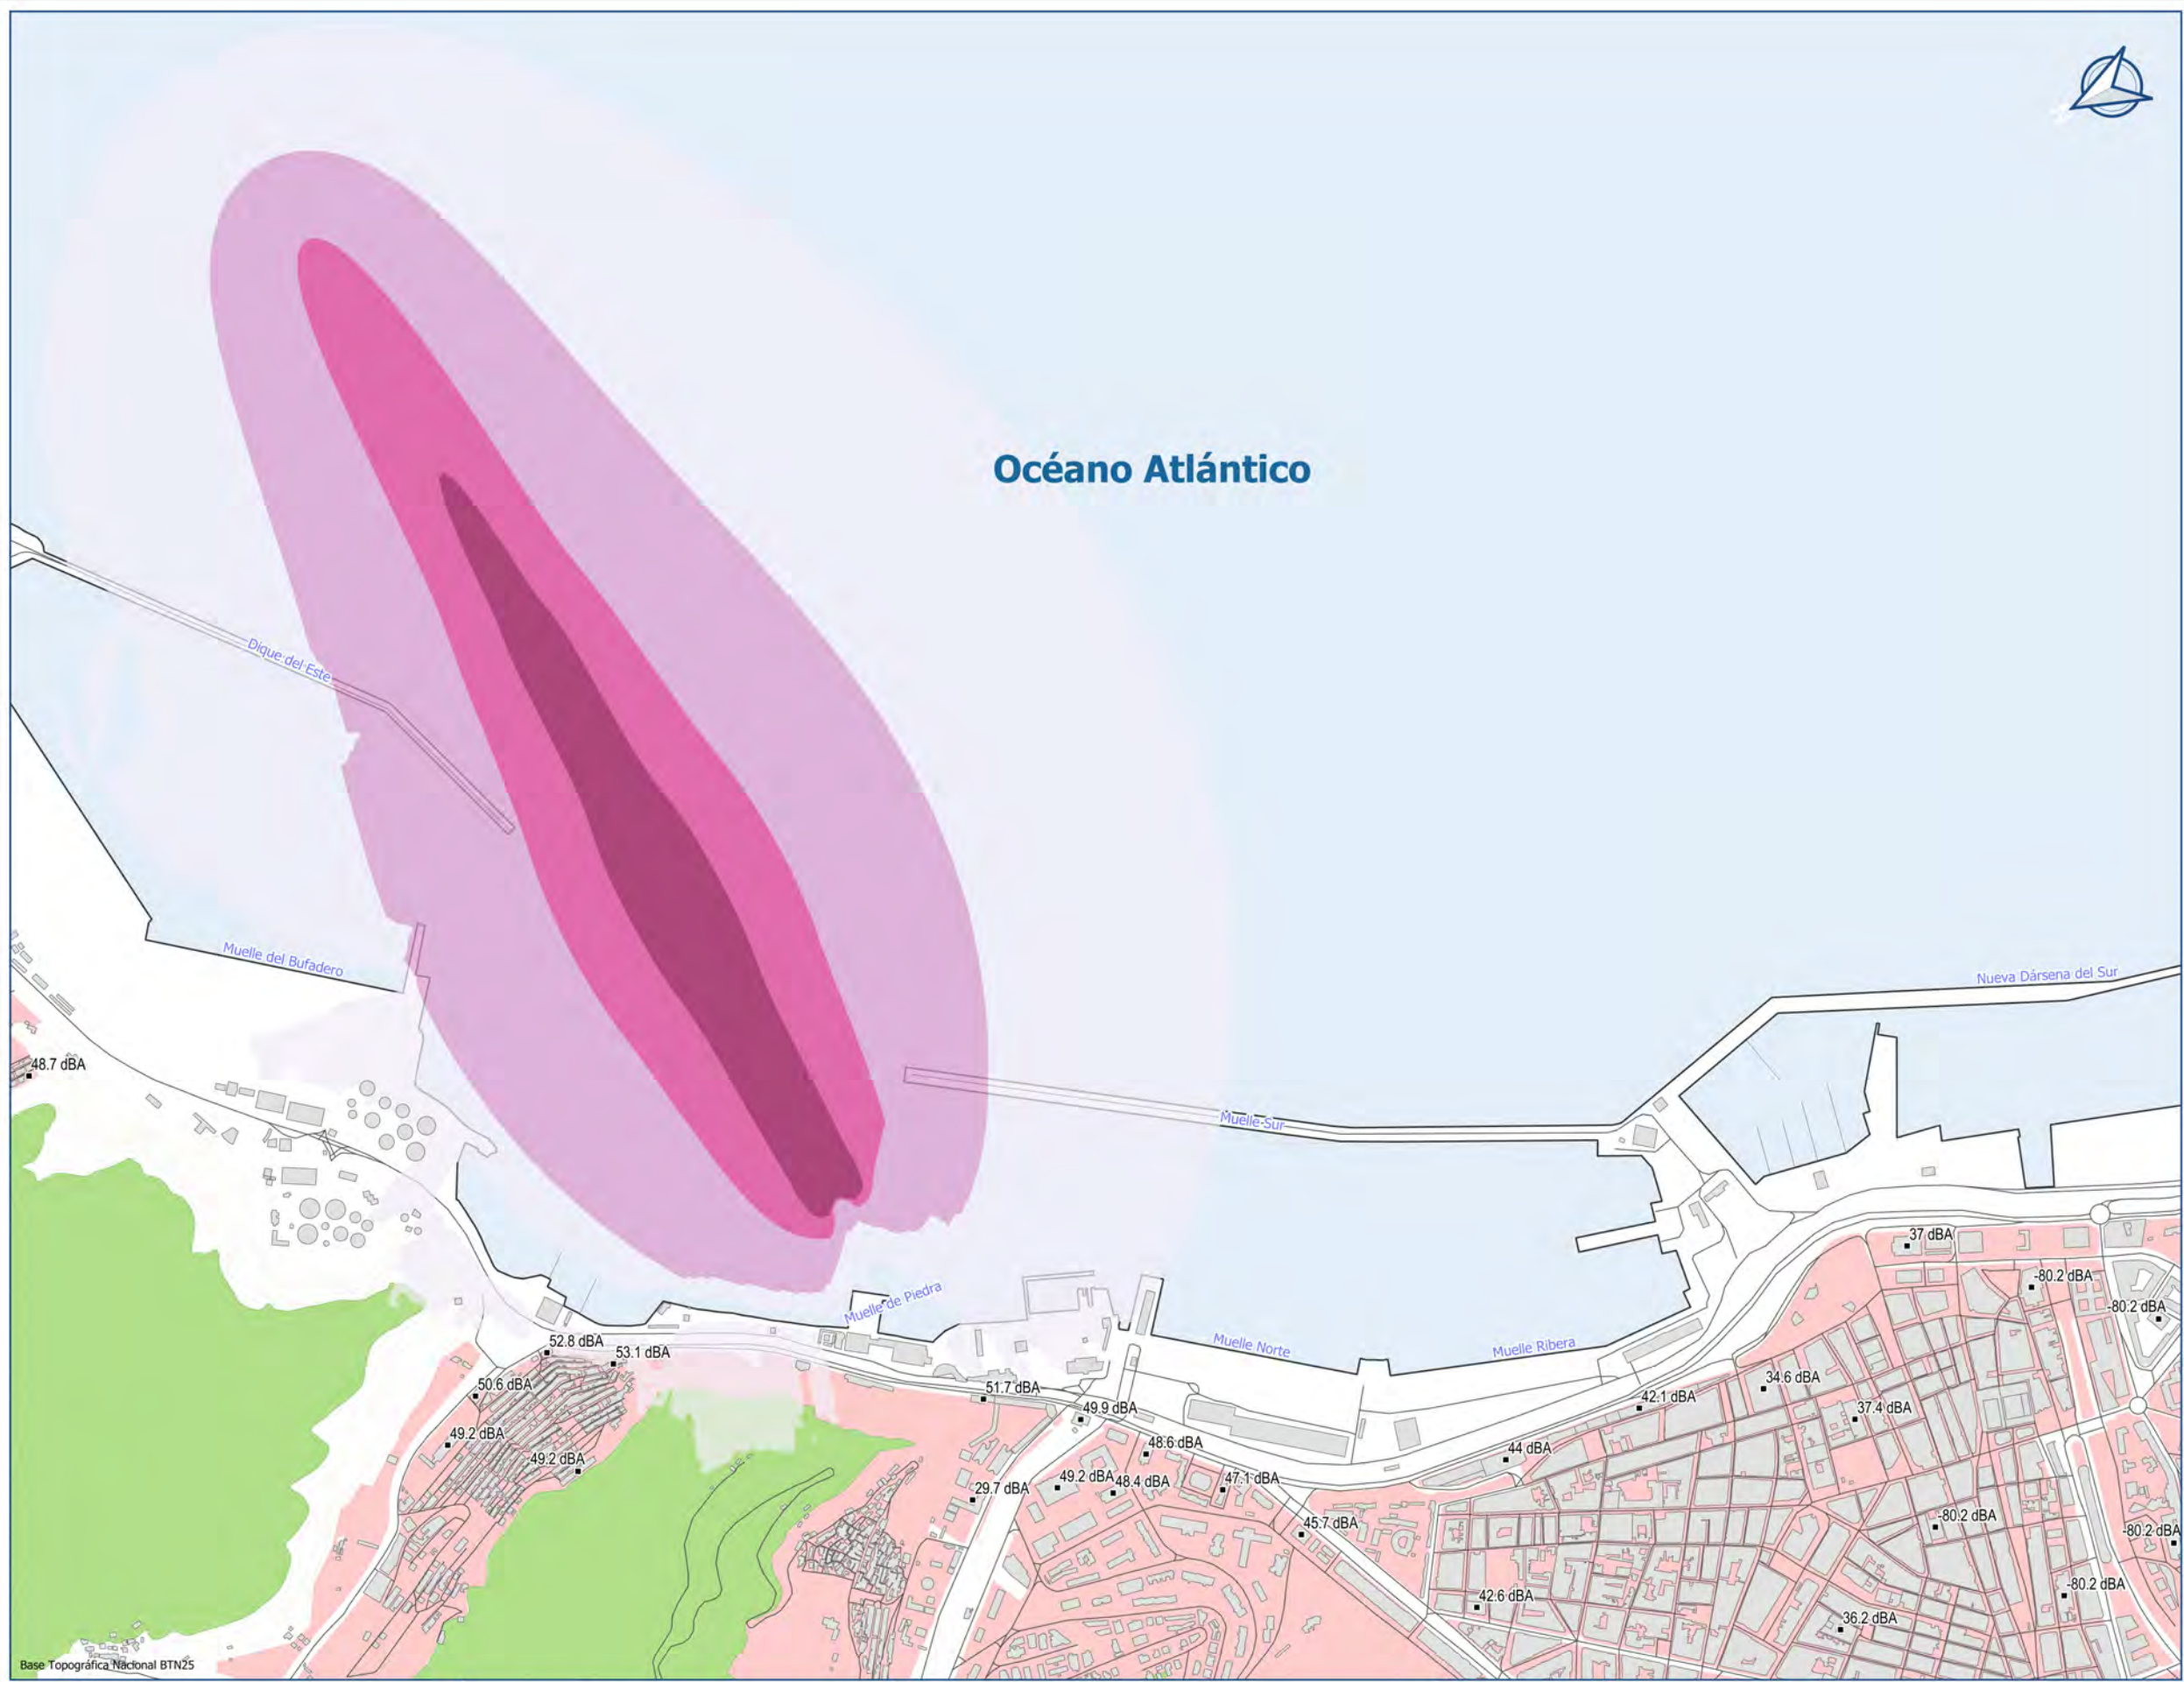 Océano Atlántico
Dique del Este
Muelle del Bufadero
Nueva Dársena del Sur
48.7 dBA
Muelle Sur
37 dBA
-80.2 dBA
-80.2 dBA
Muelle de Piedra
52.8 dBA
53.1 dBA
Muelle Norte
Muelle Ribera
50.6 dBA
51.7 dBA
34.6 dBA
49.9 dBA
42.1 dBA
37.4 dBA
49.2 dBA
49.2 dBA
48.6 dBA
44 dBA
29.7 dBA
49.2 dBA
48.4 dBA
47.1 dBA
45.7 dBA
-80.2 dBA
-80.2 dBA
42.6 dBA
-80.2 dBA
36.2 dBA
Base Topográfica Nacional BTN25